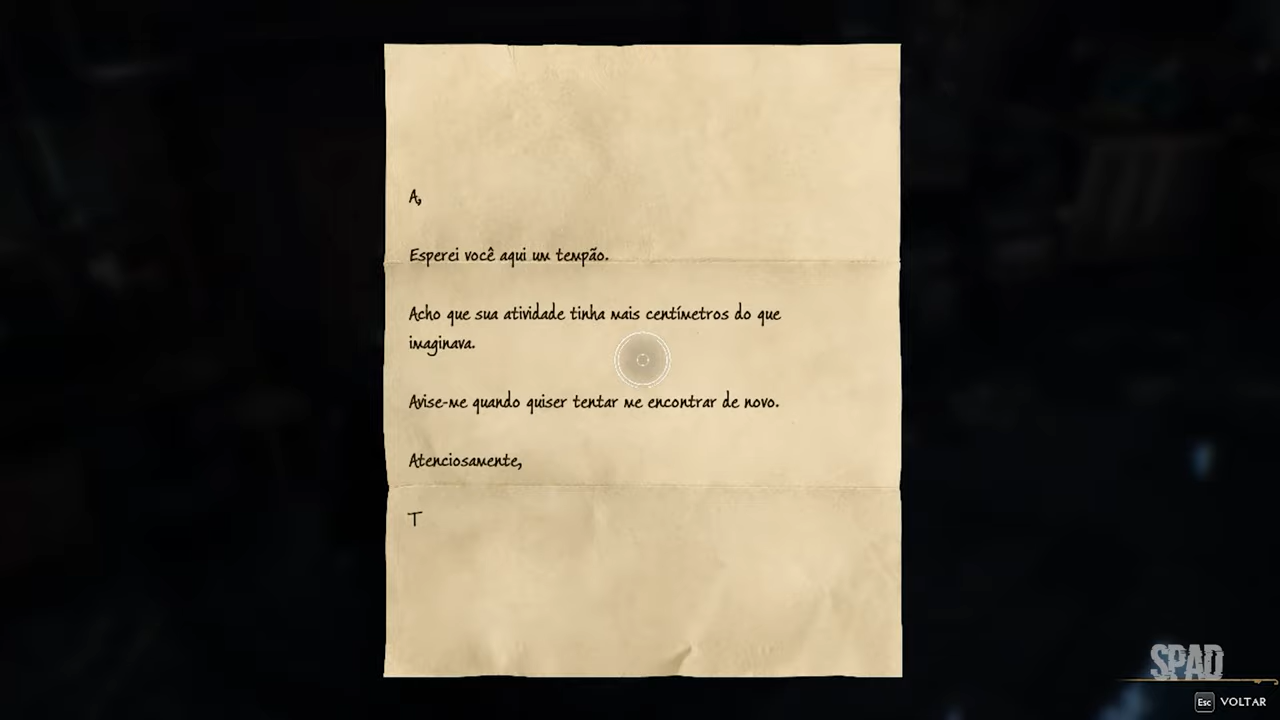 A,
Esperei você aqui um tempão.
Acho que sua atividade tinha mais centímetros do que
imaginava.
Avise-me quando quiser tentar me encontrar de novo.
Atenciosamente,
T
SPAD
Esc VOLTAR